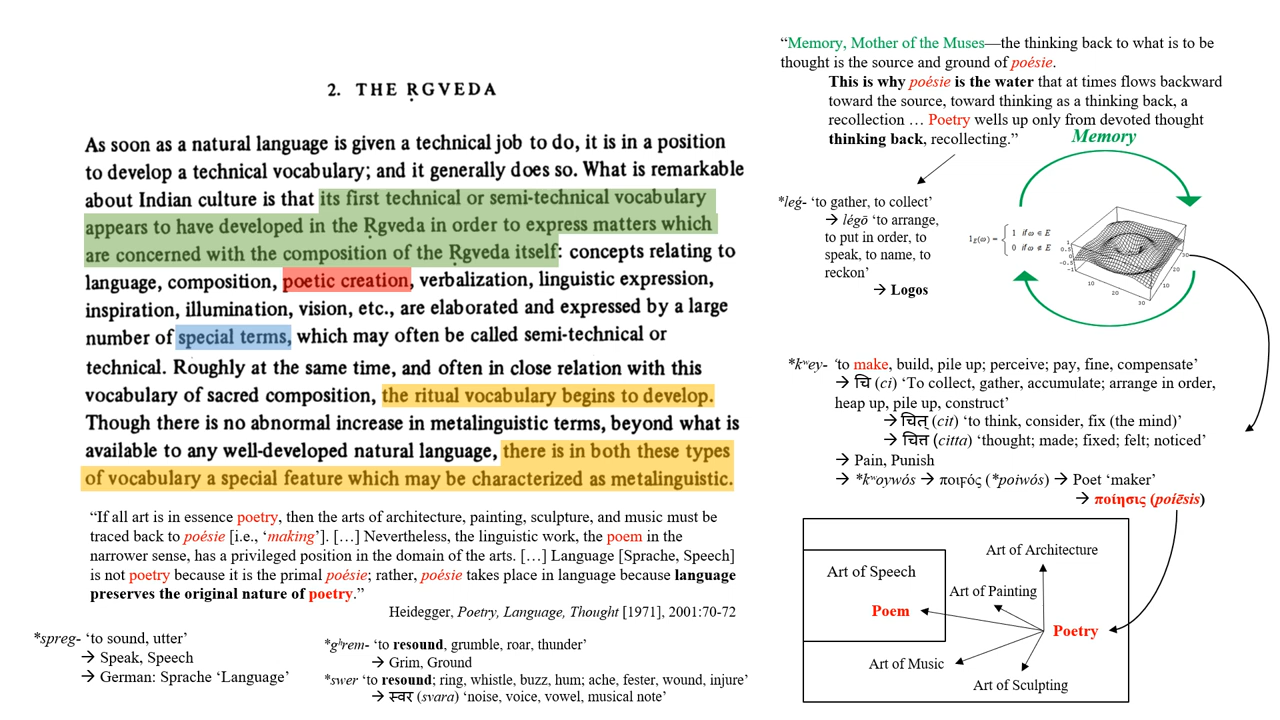 2. THE ṚGVEDA
As soon as a natural language is given a technical job to do, it is in a position
to develop a technical vocabulary; and it generally does so. What is remarkable
about Indian culture is that its first technical or semi-technical vocabulary
appears to have developed in the Ṛgveda in order to express matters which
are concerned with the composition of the Ṛgveda itself: concepts relating to
language, composition, poetic creation, verbalization, linguistic expression,
inspiration, illumination, vision, etc., are elaborated and expressed by a large
number of special terms, which may often be called semi-technical or
technical. Roughly at the same time, and often in close relation with this
vocabulary of sacred composition, the ritual vocabulary begins to develop.
Though there is no abnormal increase in metalinguistic terms, beyond what is
available to any well-developed natural language, there is in both these types
of vocabulary a special feature which may be characterized as metalinguistic.
“If all art is in essence poetry, then the arts of architecture, painting, sculpture, and music must be
traced back to poésie [i.e., ‘making’]. […] Nevertheless, the linguistic work, the poem in the
narrower sense, has a privileged position in the domain of the arts. […] Language [Sprache, Speech]
is not poetry because it is the primal poésie; rather, poésie takes place in language because language
preserves the original nature of poetry.”
Heidegger, Poetry, Language, Thought [1971], 2001:70-72
*spreg- ‘to sound, utter’
→ Speak, Speech
→ German: Sprache ‘Language’
*gʰrem- ‘to resound, grumble, roar, thunder’
→ Grim, Ground
*swer ‘to resound; ring, whistle, buzz, hum; ache, fester, wound, injure’
→ स्वर (svara) ‘noise, voice, vowel, musical note’
“Memory, Mother of the Muses—the thinking back to what is to be
thought is the source and ground of poésie.
This is why poésie is the water that at times flows backward
toward the source, toward thinking as a thinking back, a
recollection … Poetry wells up only from devoted thought
thinking back, recollecting.”
Memory
*leǵ- ‘to gather, to collect’
→ légō ‘to arrange,
to put in order, to
speak, to name, to
reckon’
→ Logos
1E(ω) = { 1 if ω ∈ E
0 if ω ∉ E
1
0.5
0
-0.5
-1
10
20
30
10
20
30
*kʷey- ‘to make, build, pile up; perceive; pay, fine, compensate’
→ चि (ci) ‘To collect, gather, accumulate; arrange in order,
heap up, pile up, construct’
→ चित् (cit) ‘to think, consider, fix (the mind)’
→ चित्त (citta) ‘thought; made; fixed; felt; noticed’
→ Pain, Punish
→ *kʷoywós → ποιϝός (*poiwós) → Poet ‘maker’
→ ποίησις (poíēsis)
Art of Architecture
Art of Speech
Art of Painting
Poem
Poetry
Art of Music
Art of Sculpting